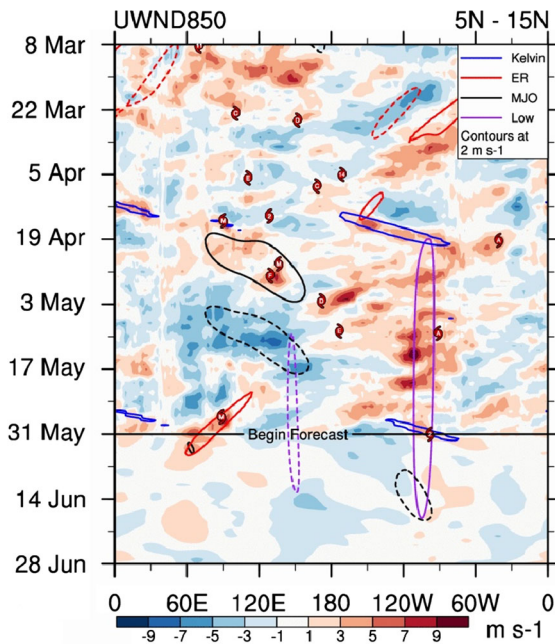 UWND850 5N - 15N
8 Mar
22 Mar
5 Apr
19 Apr
3 May
17 May
31 May
14 Jun
28 Jun
Kelvin
ER
MJO
Low
Contours at
2 m s-1
Begin Forecast
0 60E 120E 180 120W 60W 0
-9 -7 -5 -3 -1 1 3 5 7 9 m s-1